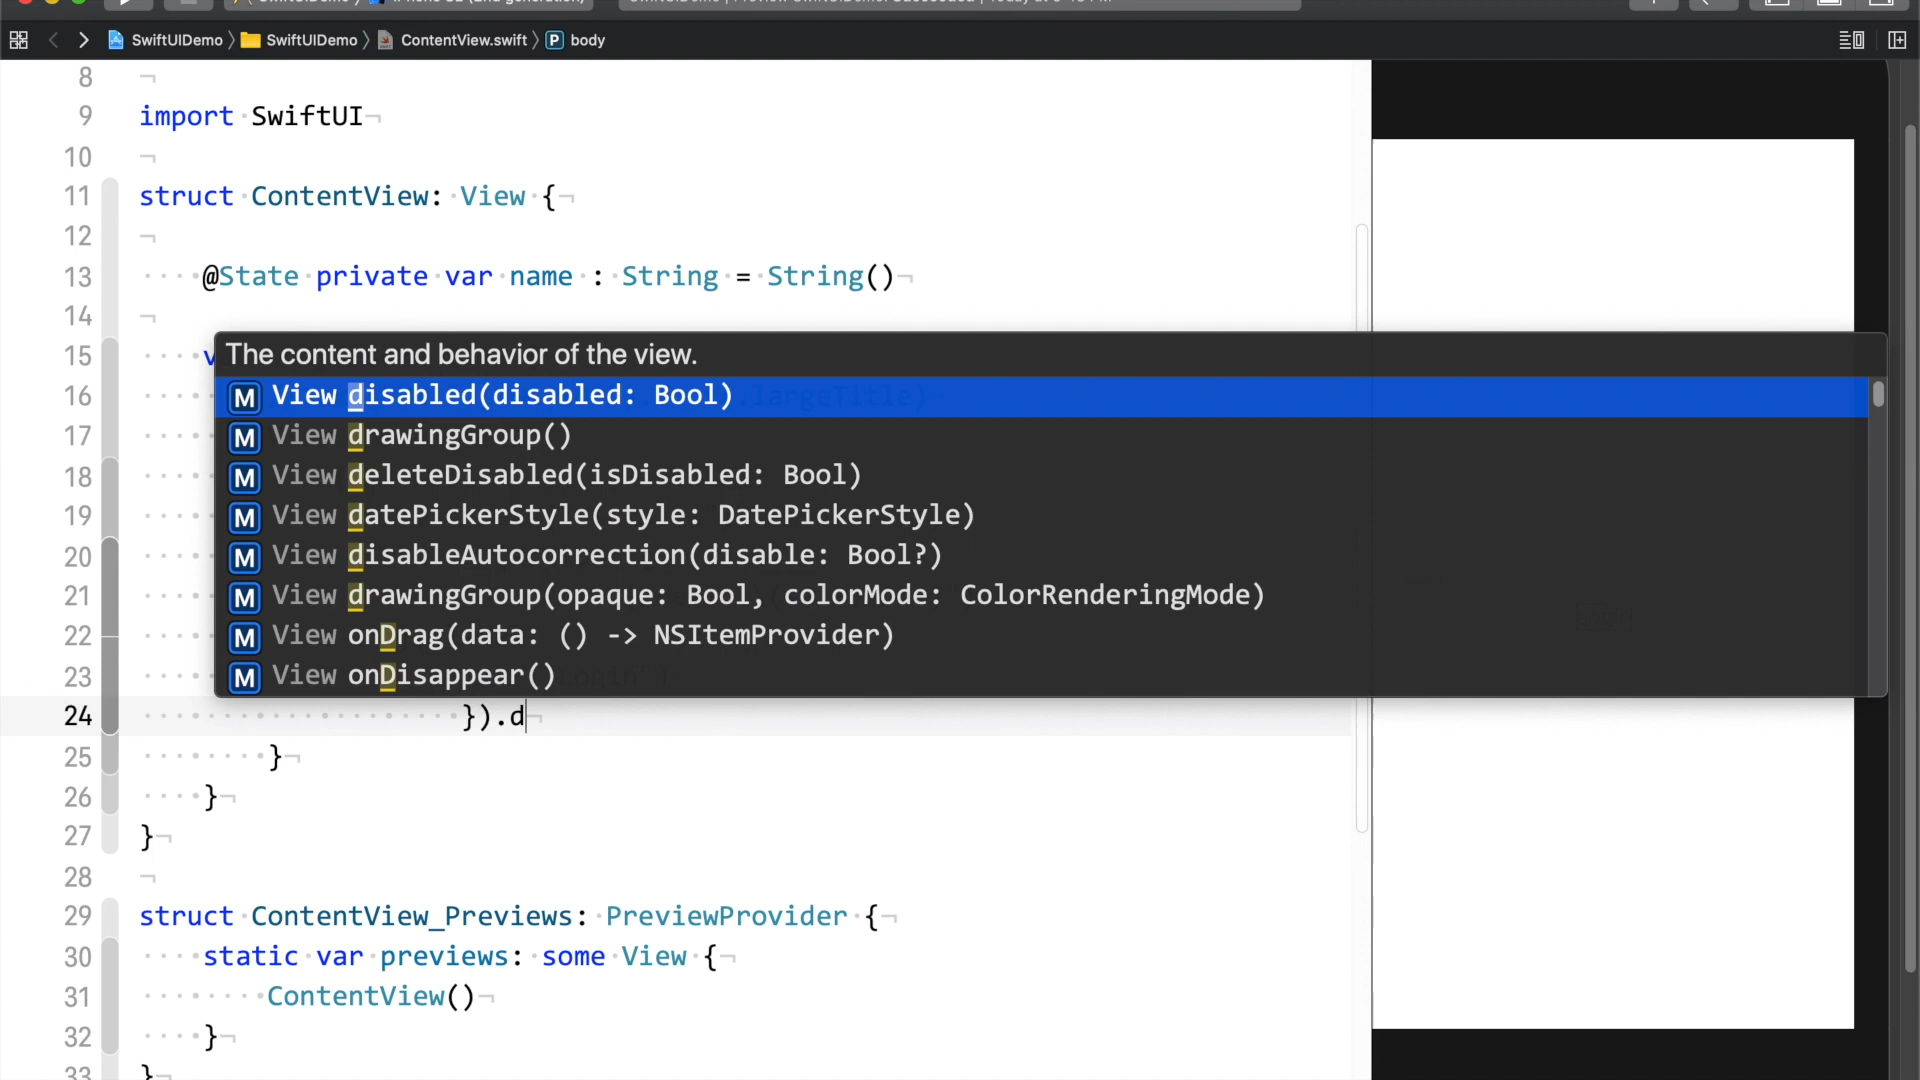 SwiftUIDemo 〉 SwiftUIDemo 〉 ContentView.swift 〉 P body
8
9 import SwiftUI
10
11 struct ContentView: View {
12
13 @State private var name : String = String()
14
15 v
The content and behavior of the view.
16 M View disabled(disabled: Bool) .largeTitle)
17 M View drawingGroup()
18 M View deleteDisabled(isDisabled: Bool)
19 M View datePickerStyle(style: DatePickerStyle)
20 M View disableAutocorrection(disable: Bool?)
21 M View drawingGroup(opaque: Bool, colorMode: ColorRenderingMode)
22 M View onDrag(data: () -> NSItemProvider)
23 M View onDisappear()
24 }).d
25 }
26 }
27 }
28
29 struct ContentView_Previews: PreviewProvider {
30 static var previews: some View {
31 ContentView()
32 }
33 }